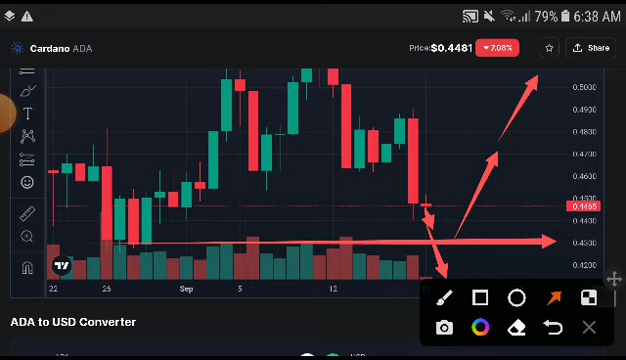 79% 6:38 AM
Cardano ADA Price: $0.4481 ▼7.08% Share
0.5000
0.4900
0.4800
0.4700
0.4600
0.4500
0.4465
0.4400
0.4300
0.4200
22 26 Sep 5 12
ADA to USD Converter